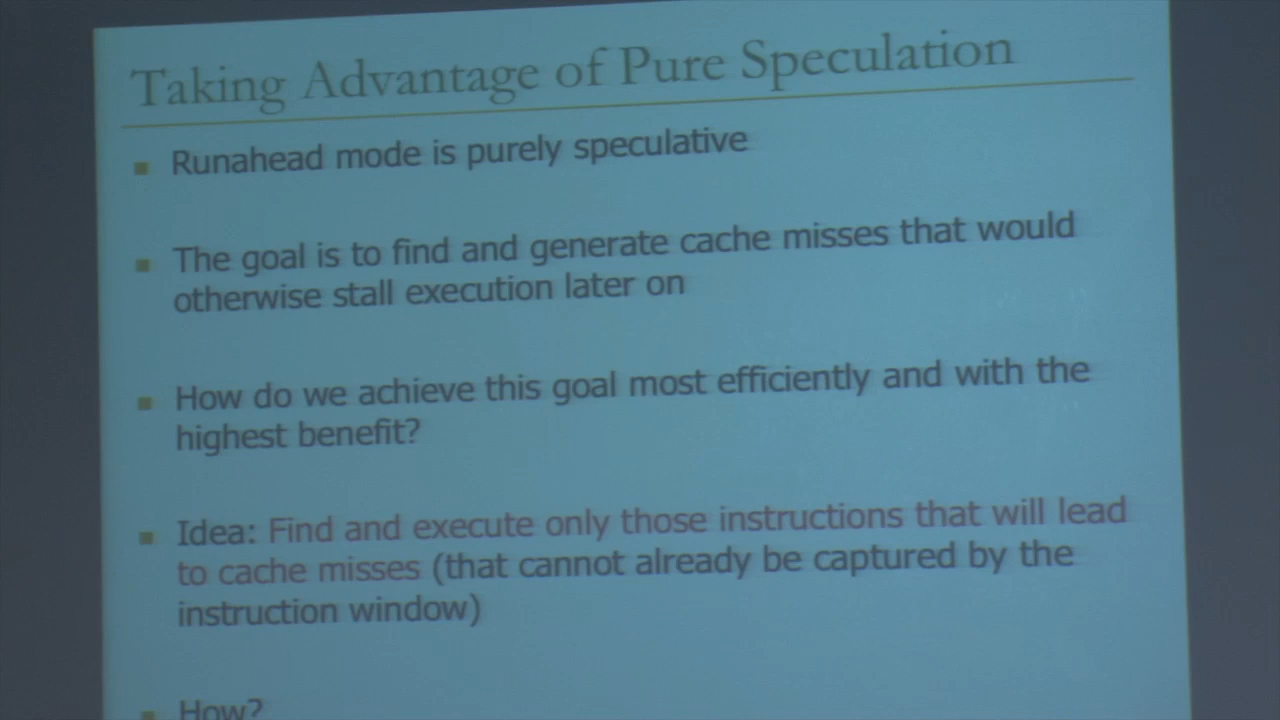 Taking Advantage of Pure Speculation
Runahead mode is purely speculative
The goal is to find and generate cache misses that would
otherwise stall execution later on
How do we achieve this goal most efficiently and with the
highest benefit?
Idea: Find and execute only those instructions that will lead
to cache misses (that cannot already be captured by the
instruction window)
How?